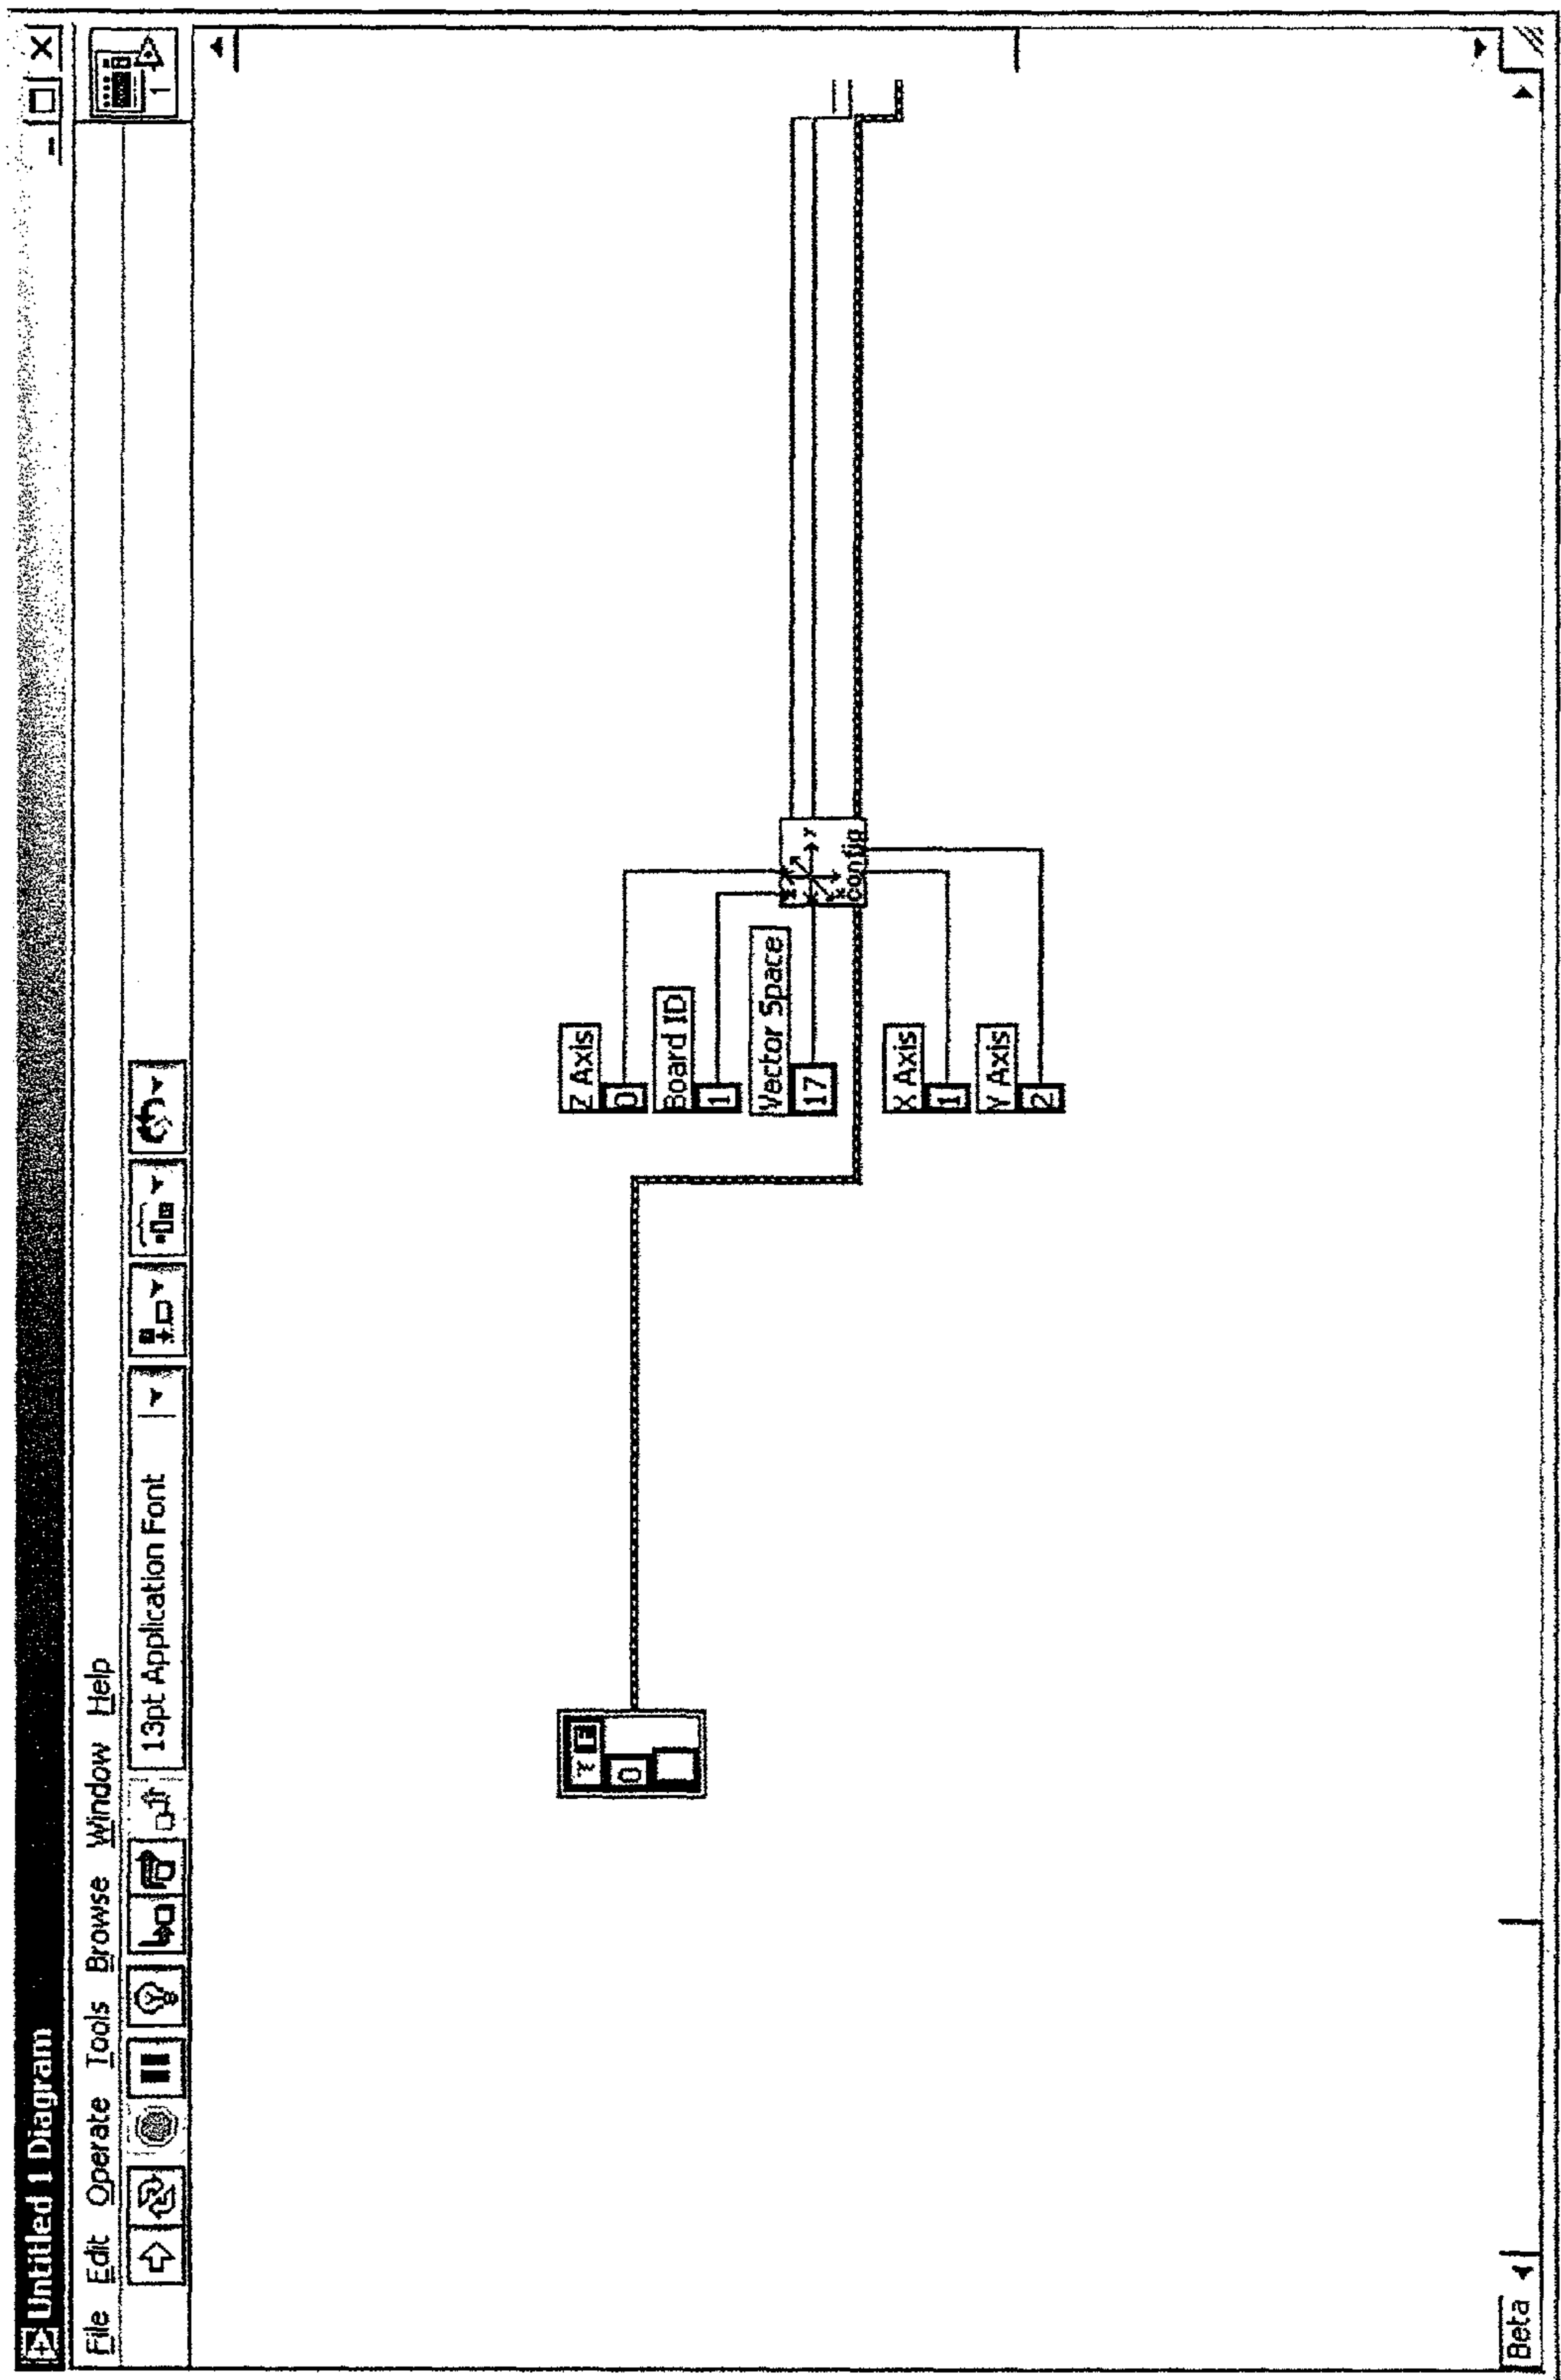 Untitled 1 Diagram
File Edit Operate Tools Browse Window Help
13pt Application Font
1
Z Axis
0
Board ID
1
Vector Space
17
Z
Y
X
config
X Axis
1
Y Axis
2
0
Beta